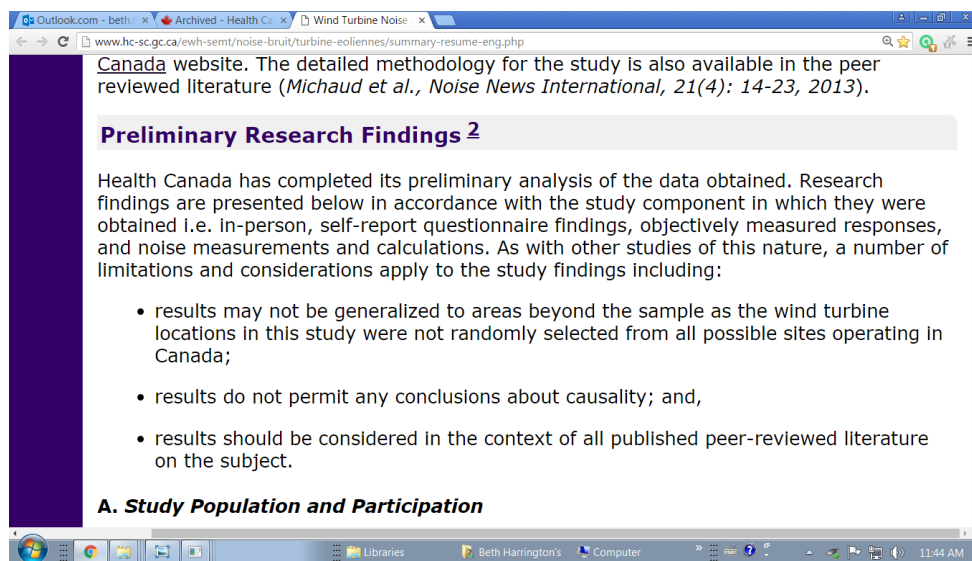 Outlook.com - beth.h
Archived - Health Ca
Wind Turbine Noise
www.hc-sc.gc.ca/ewh-semt/noise-bruit/turbine-eoliennes/summary-resume-eng.php
Canada website. The detailed methodology for the study is also available in the peer
reviewed literature (Michaud et al., Noise News International, 21(4): 14-23, 2013).
Preliminary Research Findings 2
Health Canada has completed its preliminary analysis of the data obtained. Research
findings are presented below in accordance with the study component in which they were
obtained i.e. in-person, self-report questionnaire findings, objectively measured responses,
and noise measurements and calculations. As with other studies of this nature, a number of
limitations and considerations apply to the study findings including:
• results may not be generalized to areas beyond the sample as the wind turbine
locations in this study were not randomly selected from all possible sites operating in
Canada;
• results do not permit any conclusions about causality; and,
• results should be considered in the context of all published peer-reviewed literature
on the subject.
A. Study Population and Participation
Libraries
Beth Harrington's
Computer
»
11:44 AM